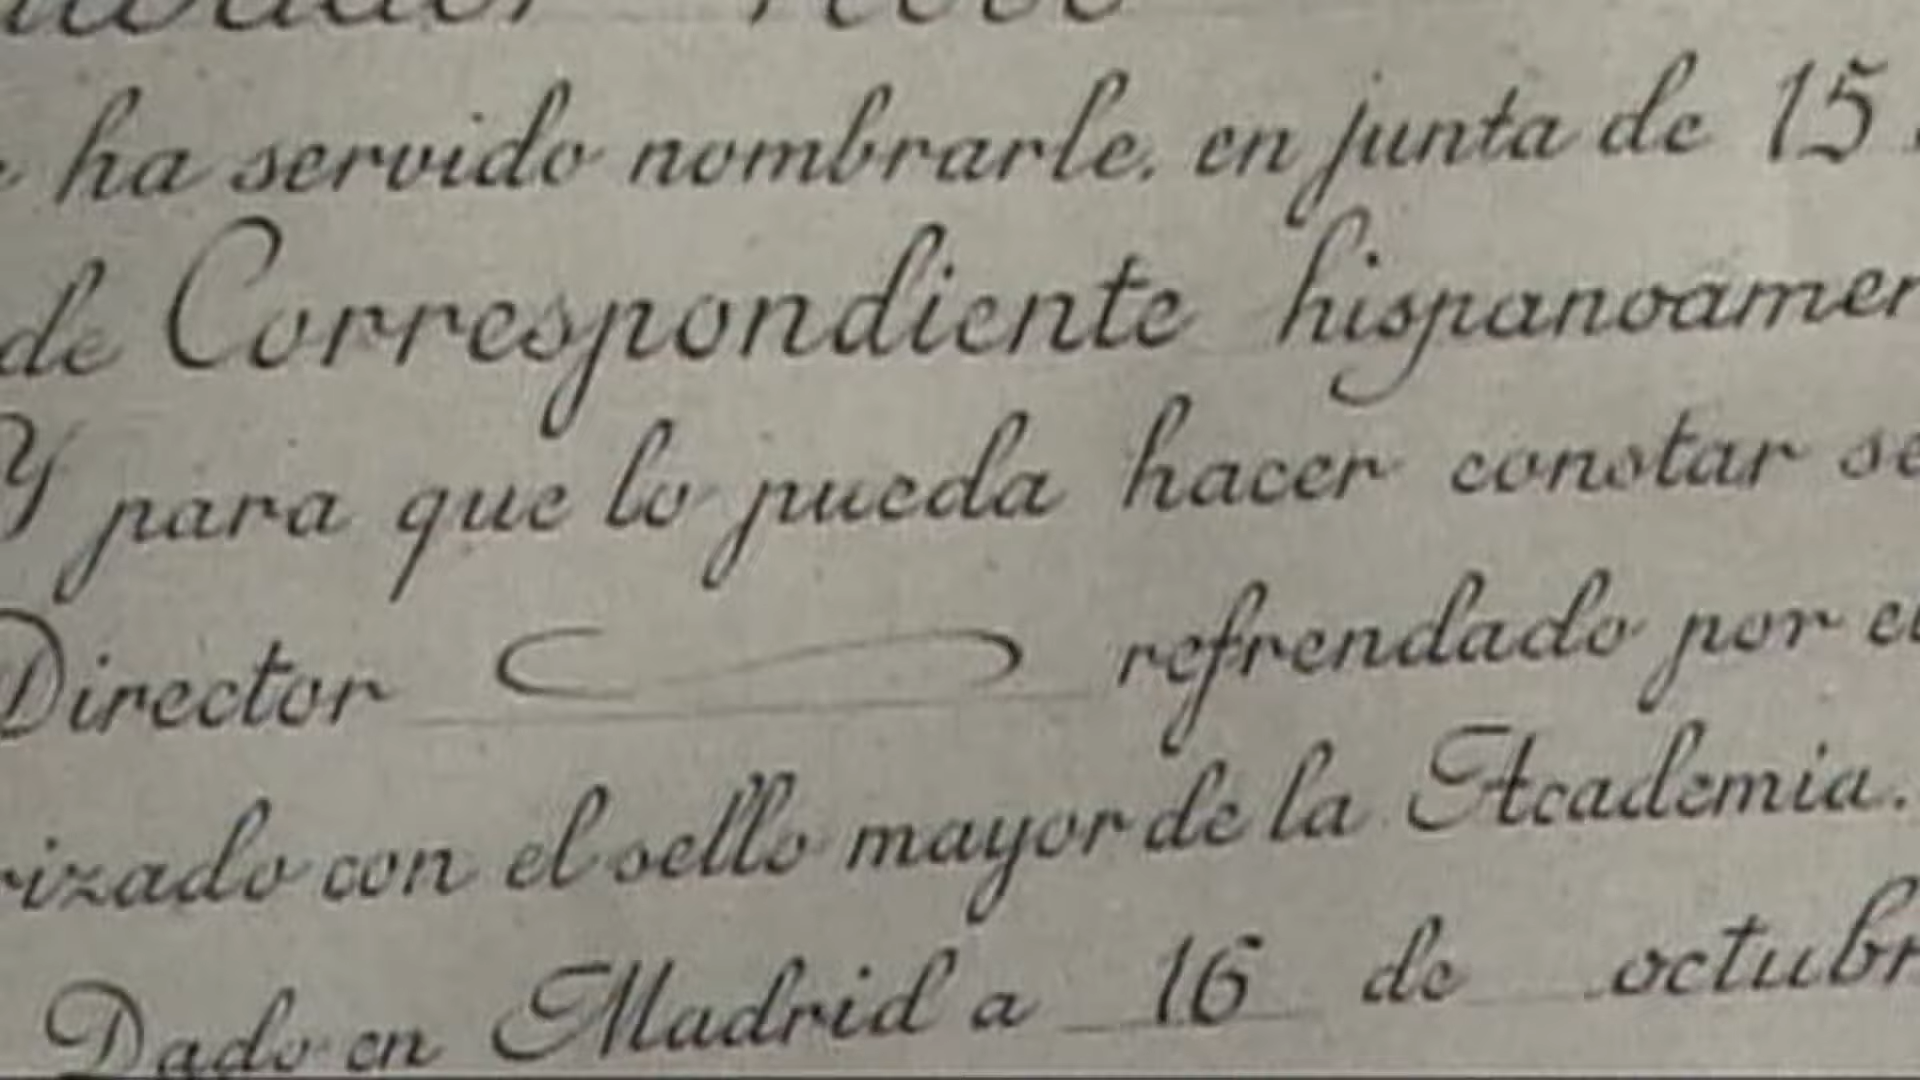 ha servido nombrarle, en junta de 15
de Correspondiente hispanoamer
Y para que lo pueda hacer constar se
Director refrendado por el
rizado con el sello mayor de la Academia.
Dado en Madrid a 16 de octubr